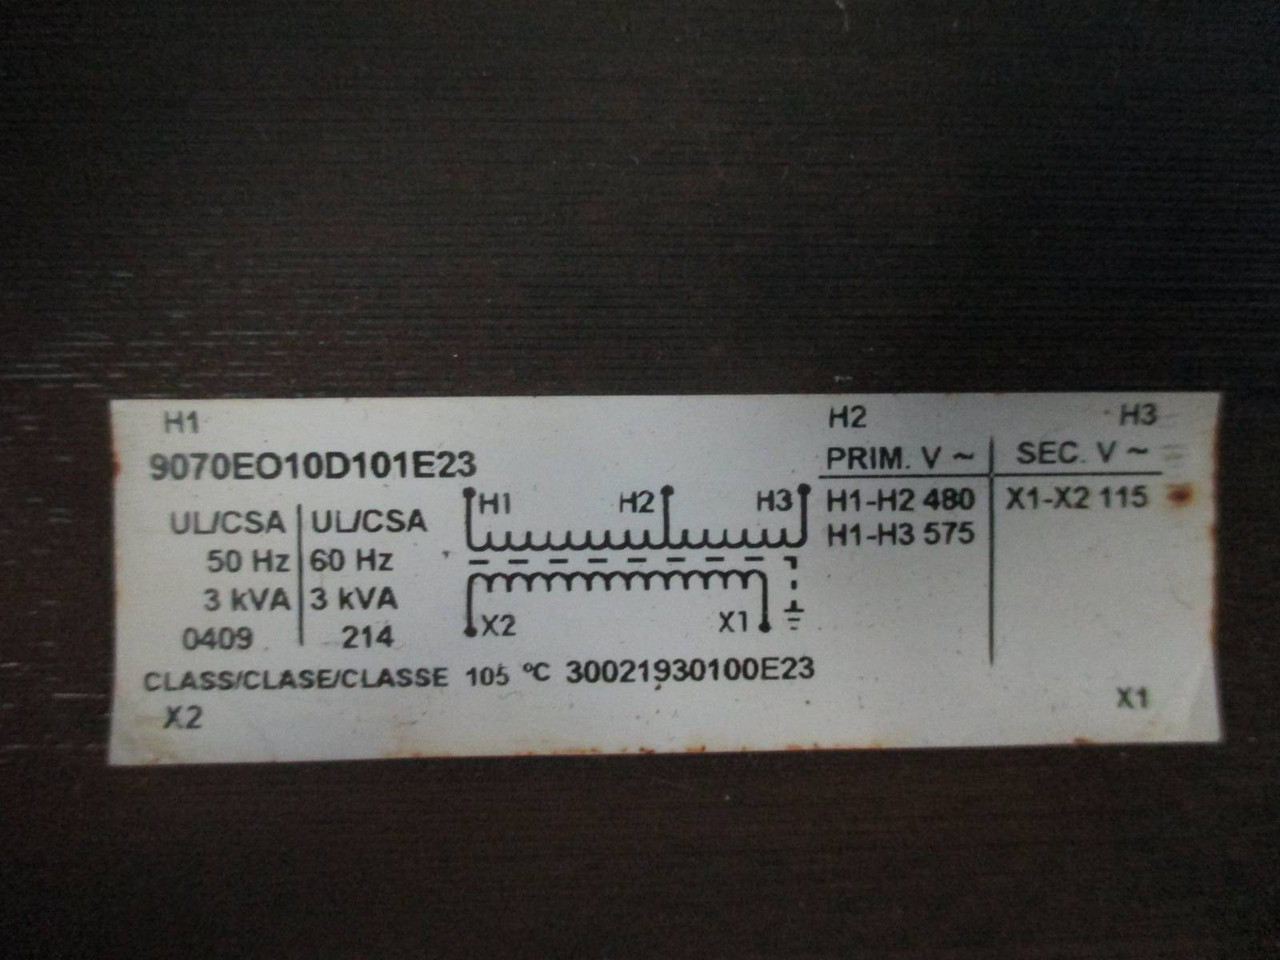 H1 H2 H3
9070EO10D101E23
PRIM. V ~ SEC. V ~
H1 H2 H3
H1-H2 480 X1-X2 115
H1-H3 575
UL/CSA UL/CSA
50 Hz 60 Hz
3 kVA 3 kVA
0409 214
X2 X1
CLASS/CLASE/CLASSE 105 °C 30021930100E23
X2 X1